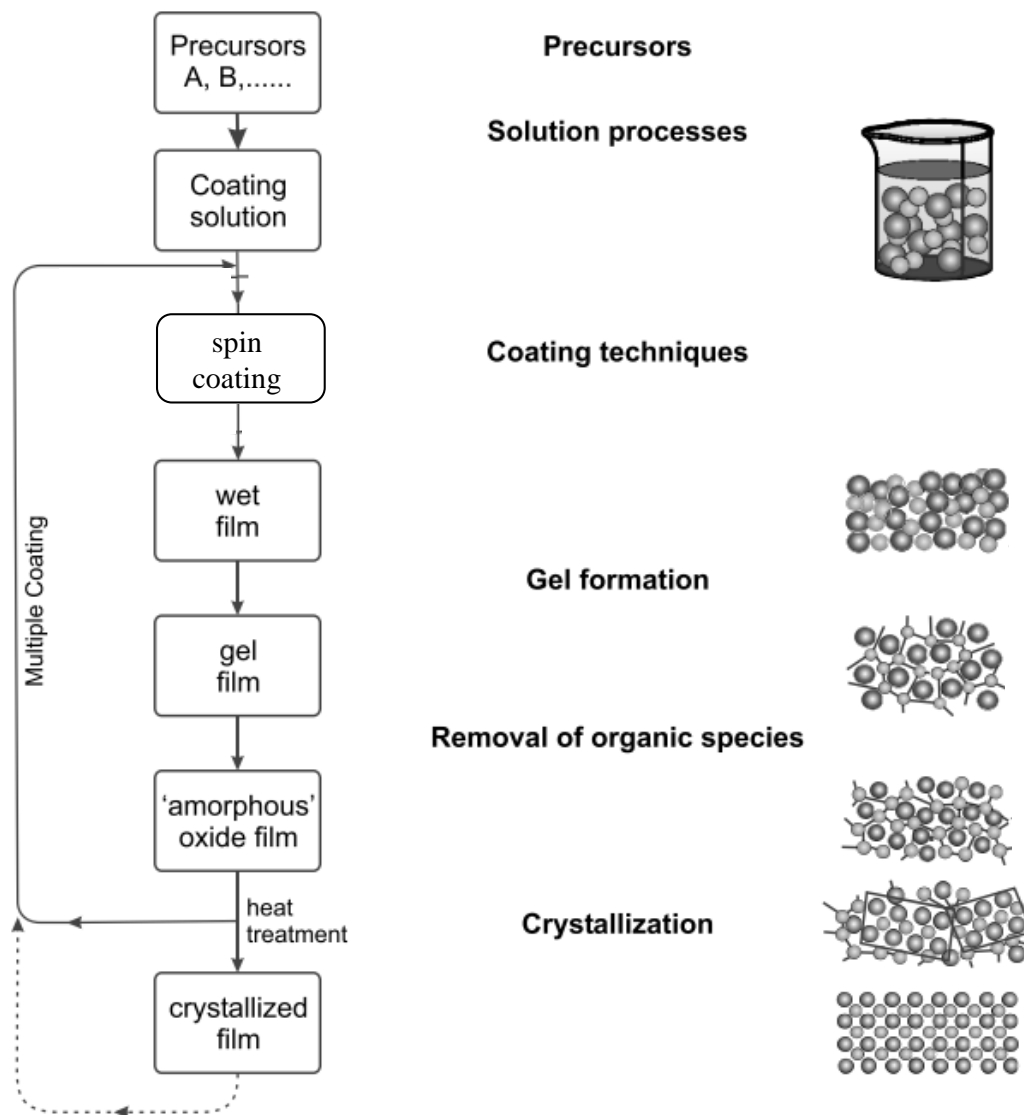 Precursors
A, B,......
Precursors
Solution processes
Coating
solution
spin
coating
Coating techniques
wet
film
Gel formation
Multiple Coating
gel
film
Removal of organic species
'amorphous'
oxide film
heat
treatment
Crystallization
crystallized
film